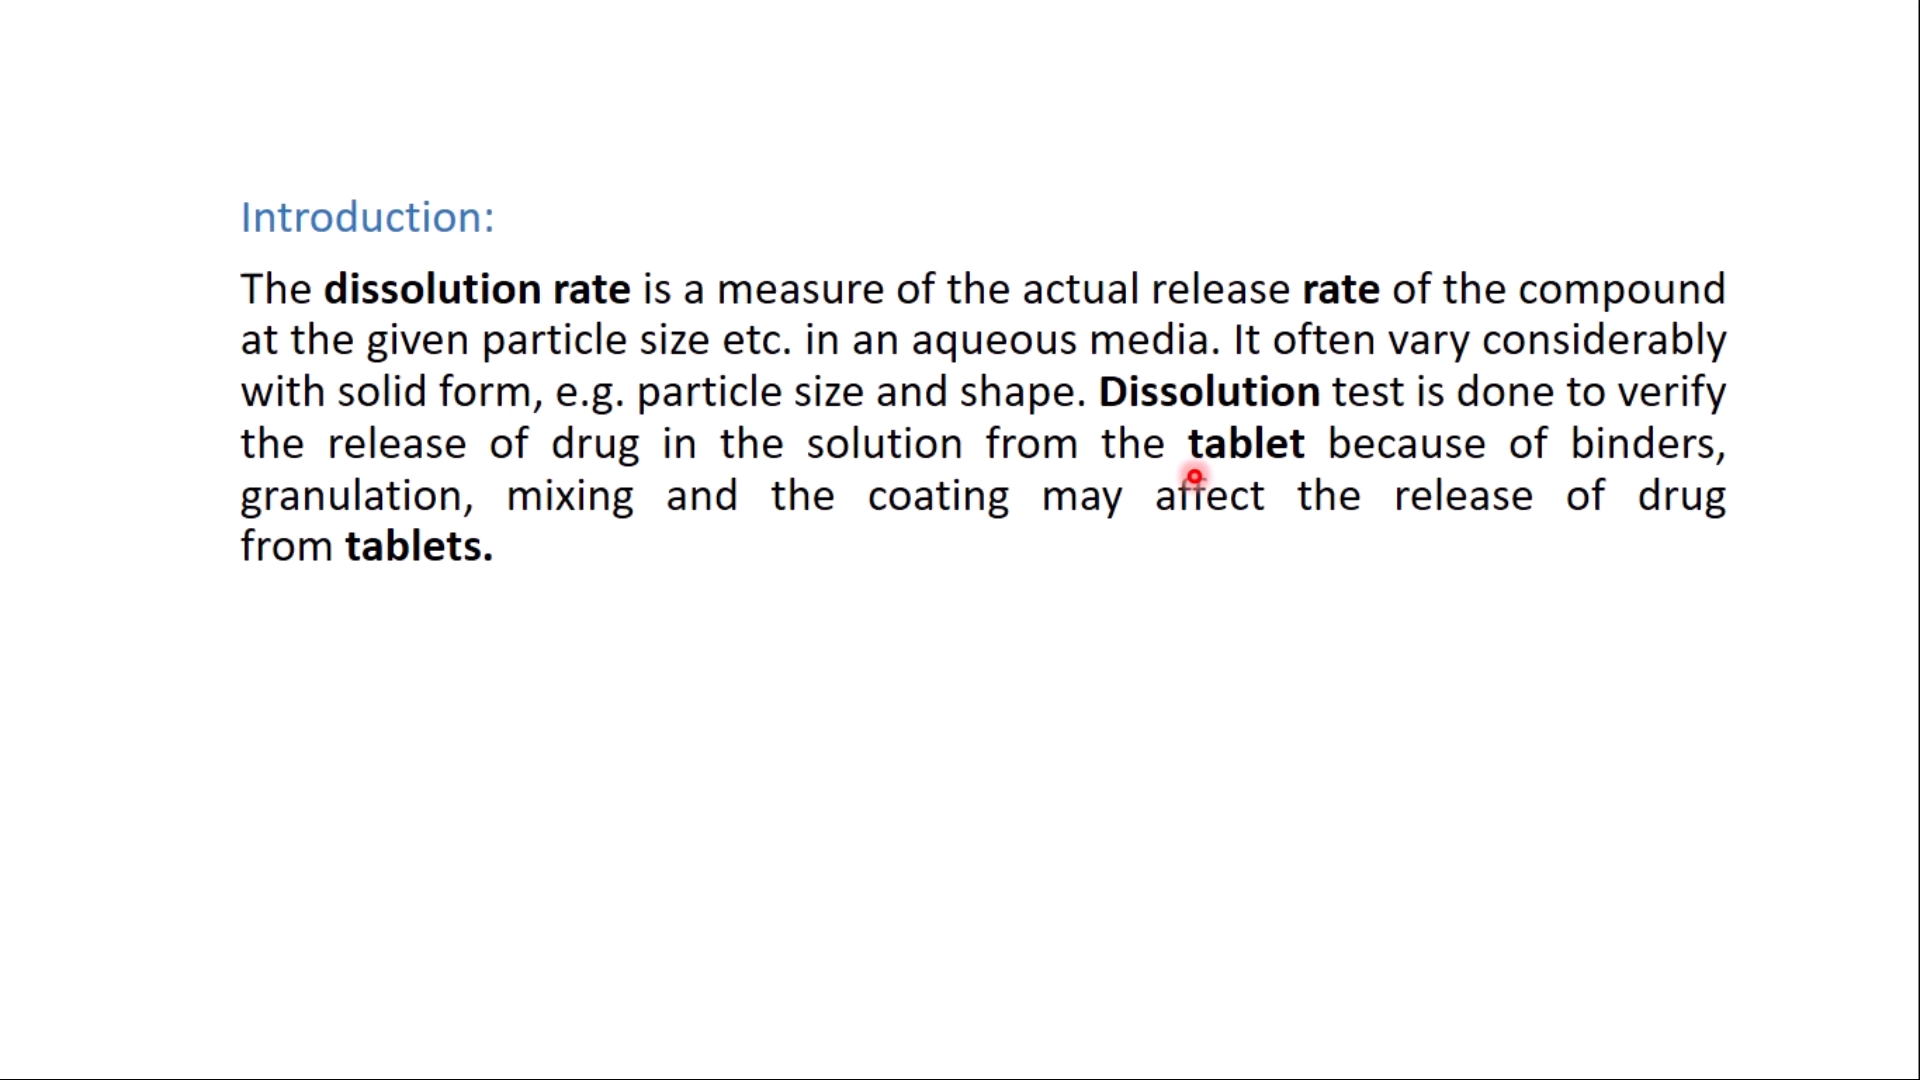 Introduction:
The dissolution rate is a measure of the actual release rate of the compound
at the given particle size etc. in an aqueous media. It often vary considerably
with solid form, e.g. particle size and shape. Dissolution test is done to verify
the release of drug in the solution from the tablet because of binders,
granulation, mixing and the coating may affect the release of drug
from tablets.